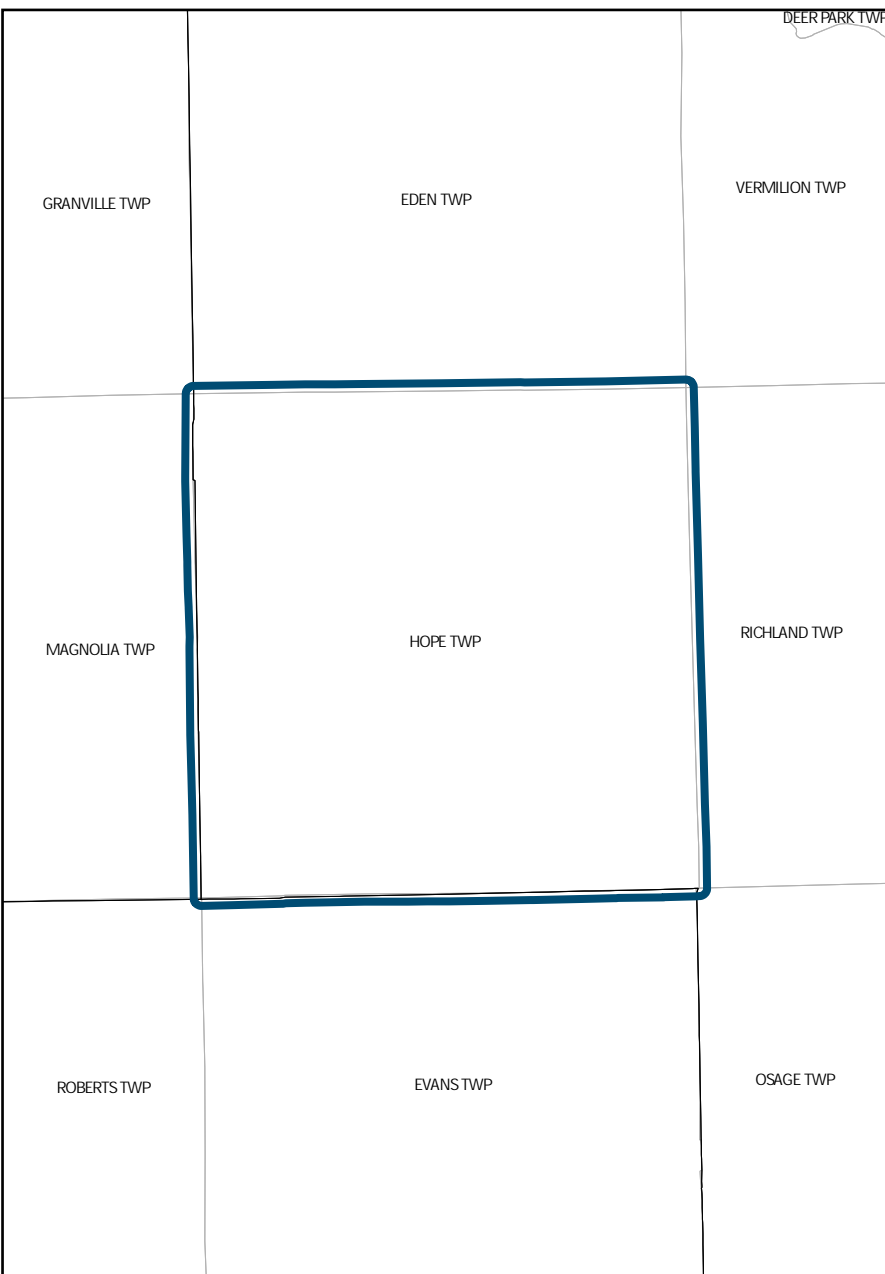 DEER PARK TWP
GRANVILLE TWP
EDEN TWP
VERMILION TWP
MAGNOLIA TWP
HOPE TWP
RICHLAND TWP
ROBERTS TWP
EVANS TWP
OSAGE TWP